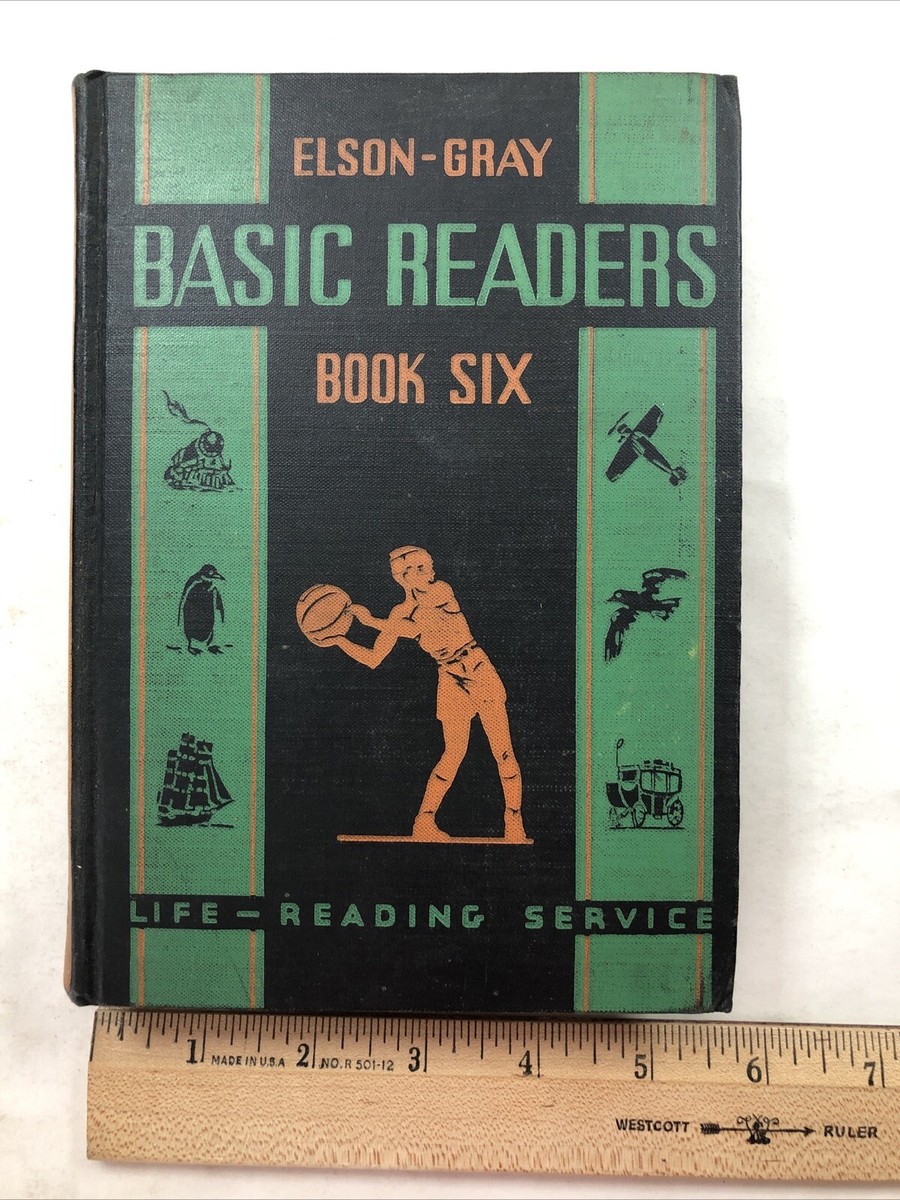 ELSON-GRAY
BASIC READERS
BOOK SIX
LIFE – READING SERVICE
1 MADE IN U.S.A 2 NO. R 501-12 3 4 5 6 7
WESTCOTT RULER